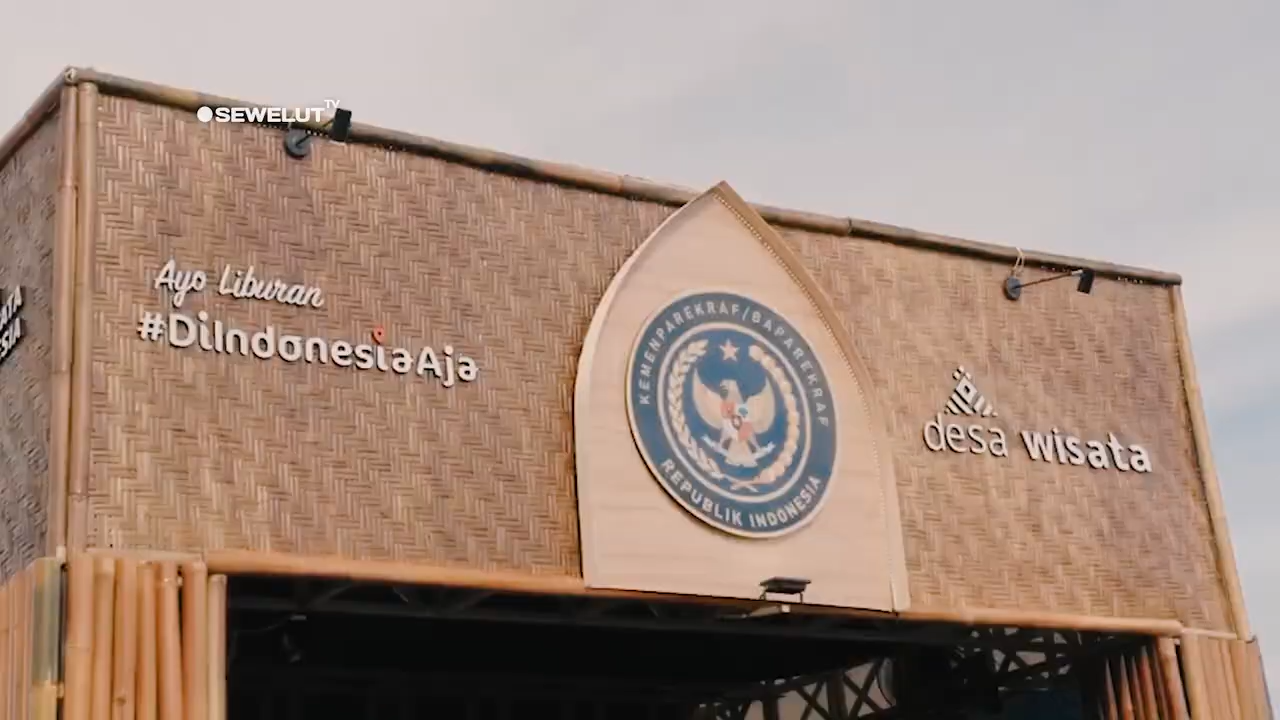 SEWELUT TV
Ayo Liburan
#DiIndonesiaAja
KEMENPAREKRAF/BAPAREKRAF
REPUBLIK INDONESIA
desa wisata